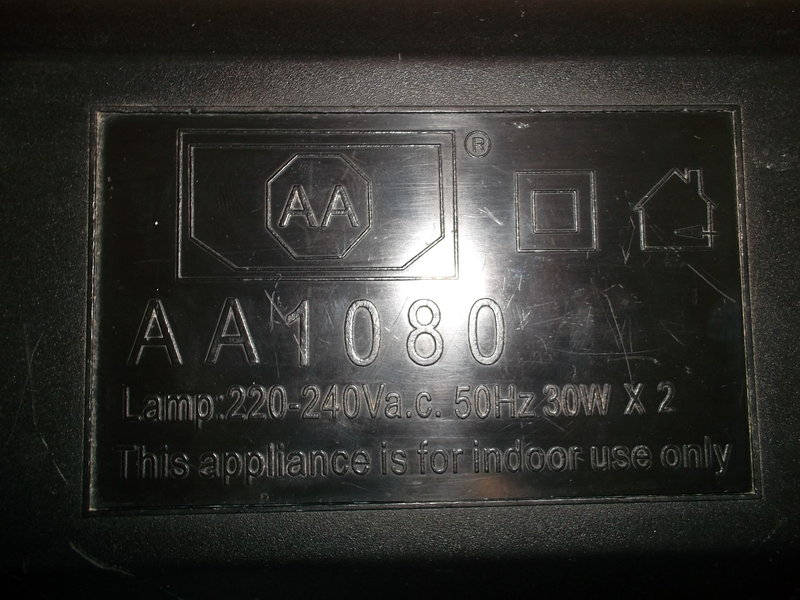 AA ®
AA1080
Lamp:220-240Va.c. 50Hz 30W X 2
This appliance is for indoor use only